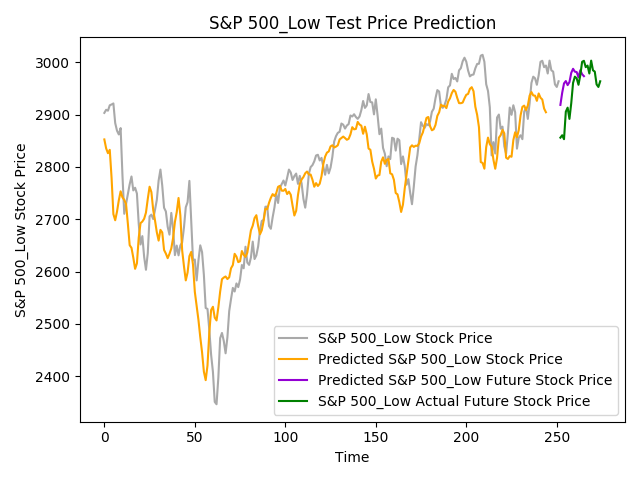 S&P 500_Low Test Price Prediction
S&P 500_Low Stock Price
3000
2900
2800
2700
2600
2500
2400
S&P 500_Low Stock Price
Predicted S&P 500_Low Stock Price
Predicted S&P 500_Low Future Stock Price
S&P 500_Low Actual Future Stock Price
0 50 100 150 200 250
Time